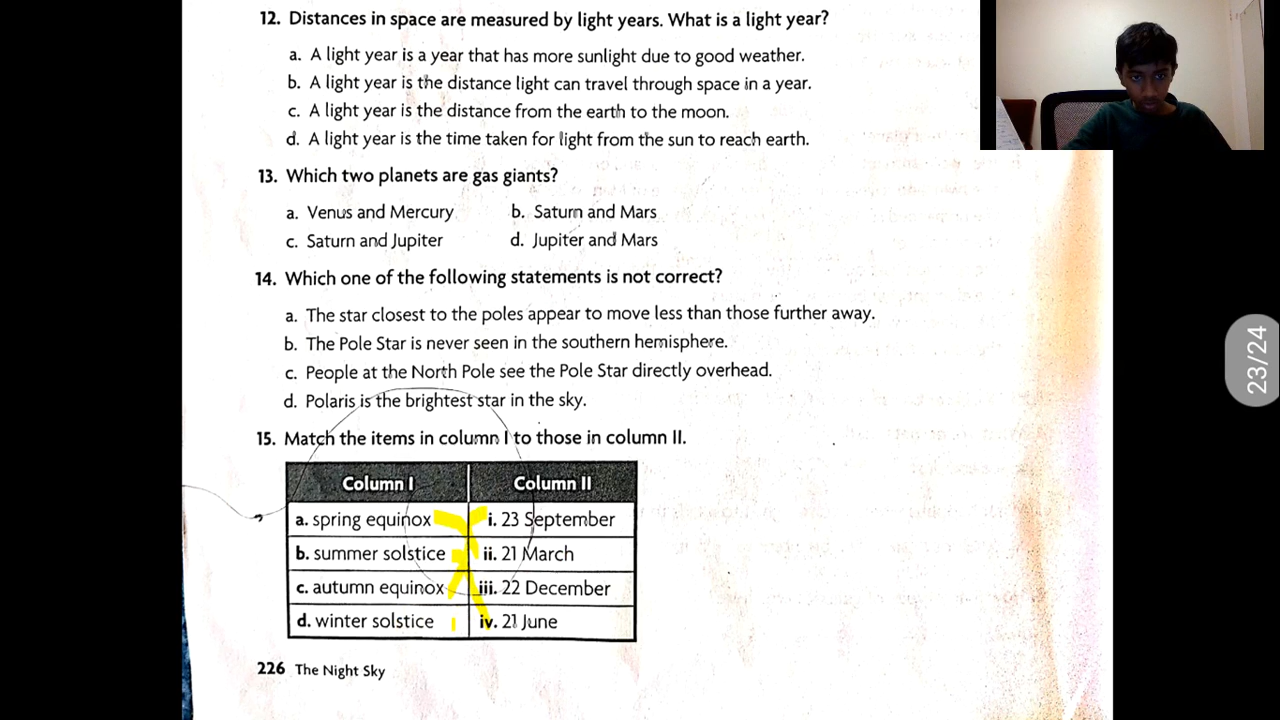 12. Distances in space are measured by light years. What is a light year?
a. A light year is a year that has more sunlight due to good weather.
b. A light year is the distance light can travel through space in a year.
c. A light year is the distance from the earth to the moon.
d. A light year is the time taken for light from the sun to reach earth.
13. Which two planets are gas giants?
a. Venus and Mercury b. Saturn and Mars
c. Saturn and Jupiter d. Jupiter and Mars
14. Which one of the following statements is not correct?
a. The star closest to the poles appear to move less than those further away.
b. The Pole Star is never seen in the southern hemisphere.
c. People at the North Pole see the Pole Star directly overhead.
d. Polaris is the brightest star in the sky.
15. Match the items in column I to those in column II.
Column I Column II
a. spring equinox i. 23 September
b. summer solstice ii. 21 March
c. autumn equinox iii. 22 December
d. winter solstice iv. 21 June
226 The Night Sky
23/24